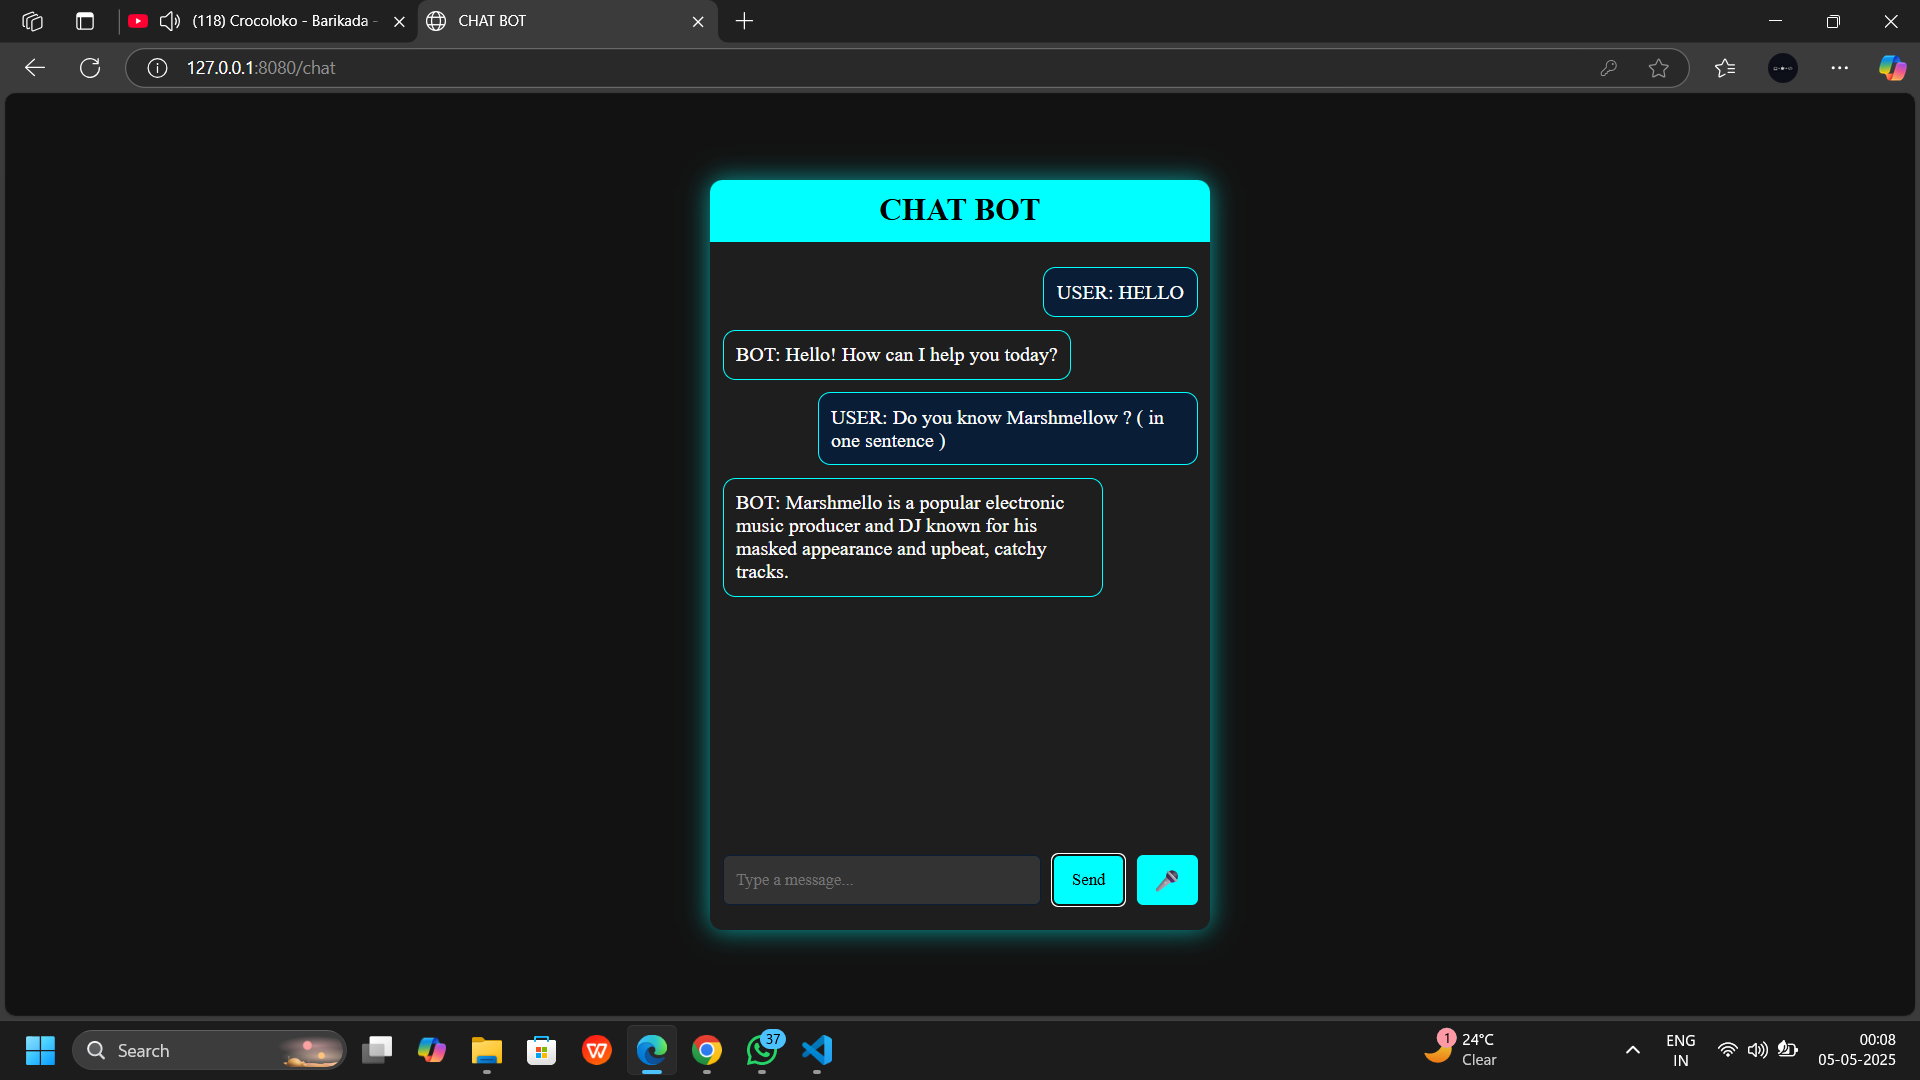 (118) Crocoloko - Barikada -
CHAT BOT
127.0.0.1:8080/chat
CHAT BOT
USER: HELLO
BOT: Hello! How can I help you today?
USER: Do you know Marshmellow ? ( in
one sentence )
BOT: Marshmello is a popular electronic
music producer and DJ known for his
masked appearance and upbeat, catchy
tracks.
Type a message...
Send
Search
37
1
24°C
Clear
ENG
IN
00:08
05-05-2025